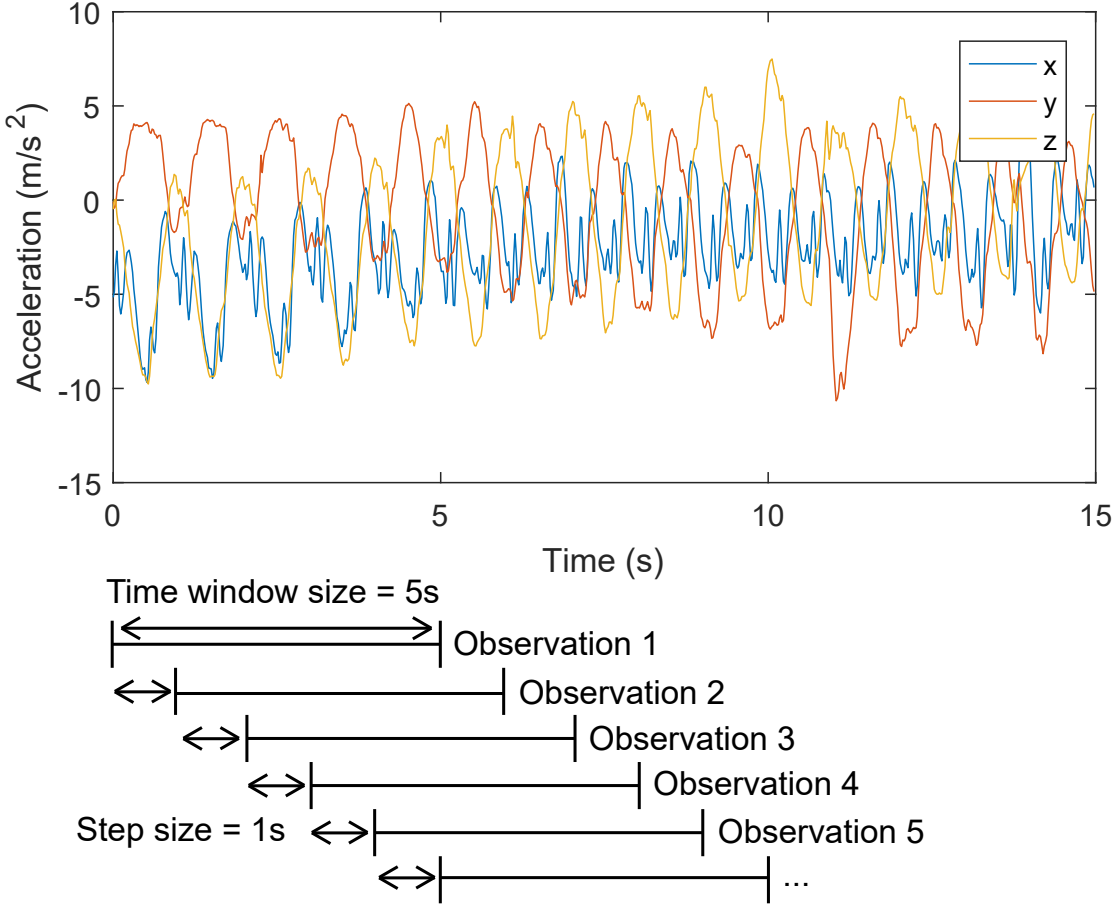 10
5
0
-5
-10
-15
Acceleration (m/s²)
x
y
z
0
5
10
15
Time (s)
Time window size = 5s
Observation 1
Observation 2
Observation 3
Observation 4
Step size = 1s
Observation 5
...